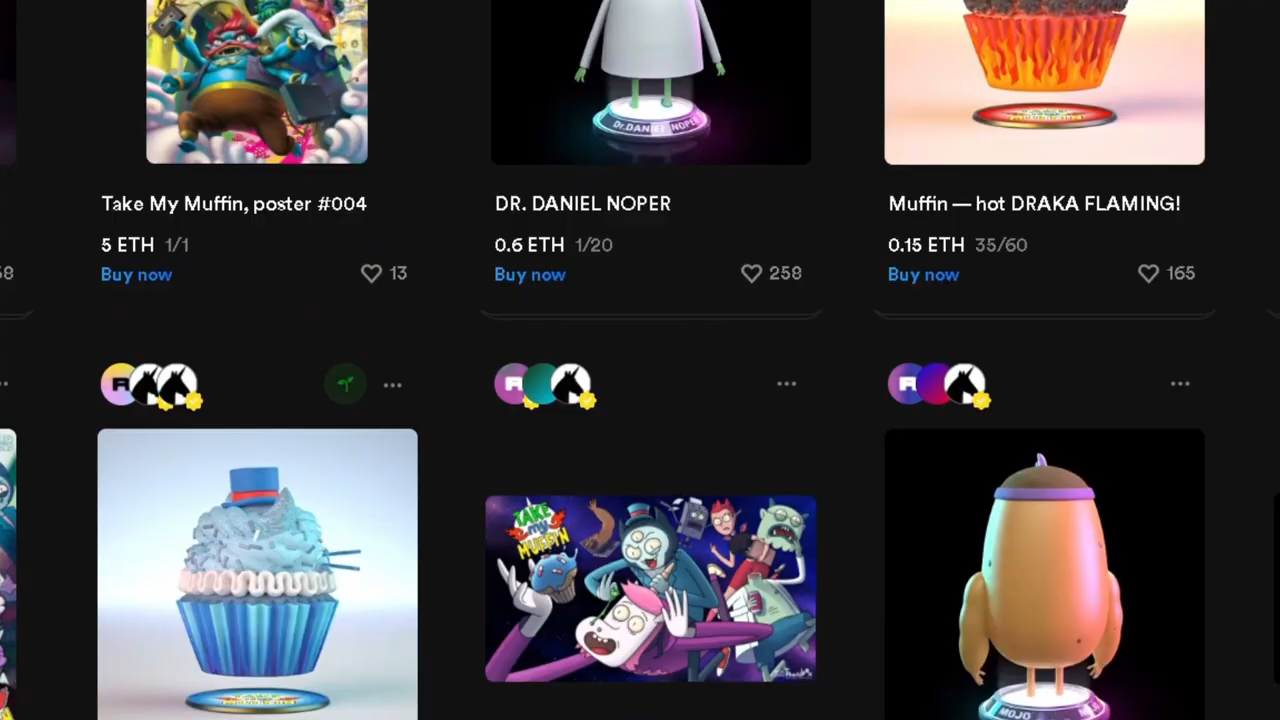 Dr.DANIEL NOPER
Take My Muffin, poster #004
DR. DANIEL NOPER
Muffin — hot DRAKA FLAMING!
5 ETH 1/1
0.6 ETH 1/20
0.15 ETH 35/60
58
Buy now
13
Buy now
258
Buy now
165
R
R
R
TAKE
my
MUFFIN
MOJO